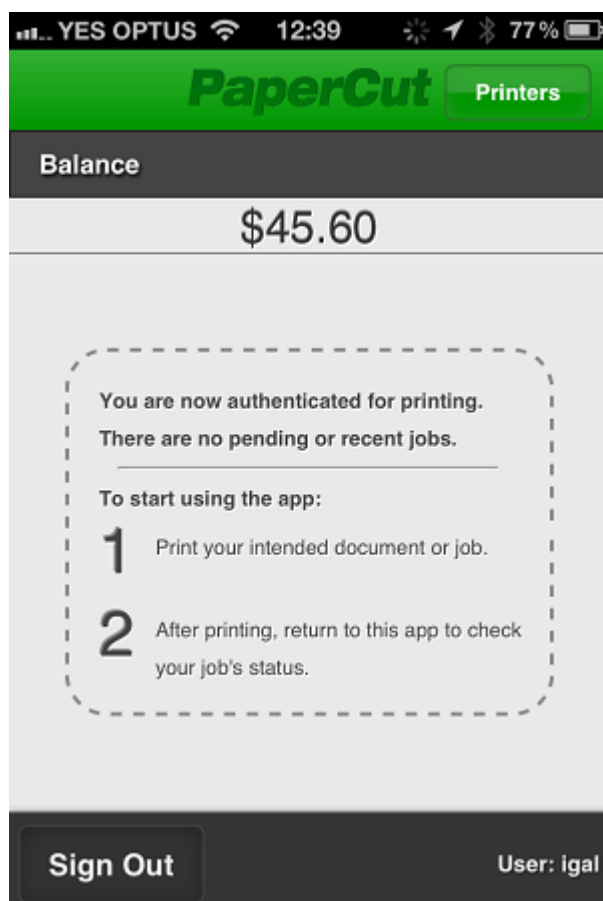 YES OPTUS 12:39 77%
PaperCut Printers
Balance
$45.60
You are now authenticated for printing.
There are no pending or recent jobs.
To start using the app:
1 Print your intended document or job.
2 After printing, return to this app to check
your job's status.
Sign Out User: igal